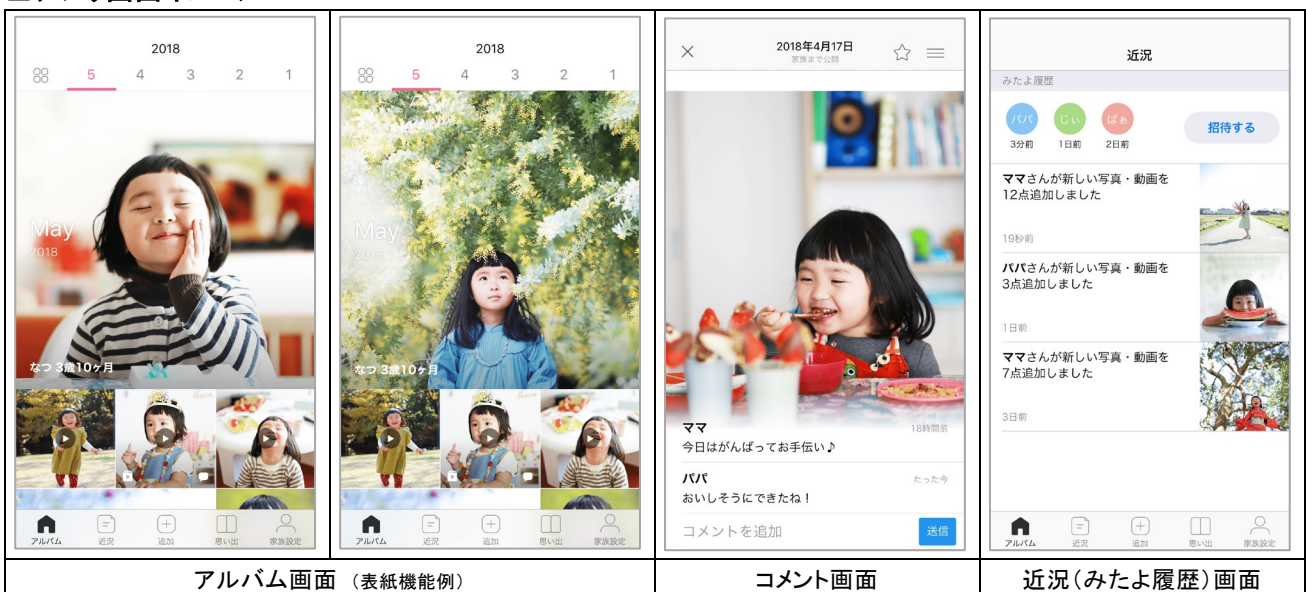 2018
5 4 3 2 1
May
2018
なつ 3歳10ヶ月
アルバム 近況 追加 思い出 家族設定
2018
5 4 3 2 1
May
2018
なつ 3歳10ヶ月
アルバム 近況 追加 思い出 家族設定
アルバム画面 (表紙機能例)
2018年4月17日
家族まで公開
ママ 18時間前
今日はがんばってお手伝い♪
パパ たった今
おいしそうにできたね!
コメントを追加 送信
コメント画面
近況
みたよ履歴
パパ じぃ ばぁ
3分前 1日前 2日前
招待する
ママさんが新しい写真・動画を
12点追加しました
19秒前
パパさんが新しい写真・動画を
3点追加しました
1日前
ママさんが新しい写真・動画を
7点追加しました
3日前
アルバム 近況 追加 思い出 家族設定
近況(みたよ履歴)画面